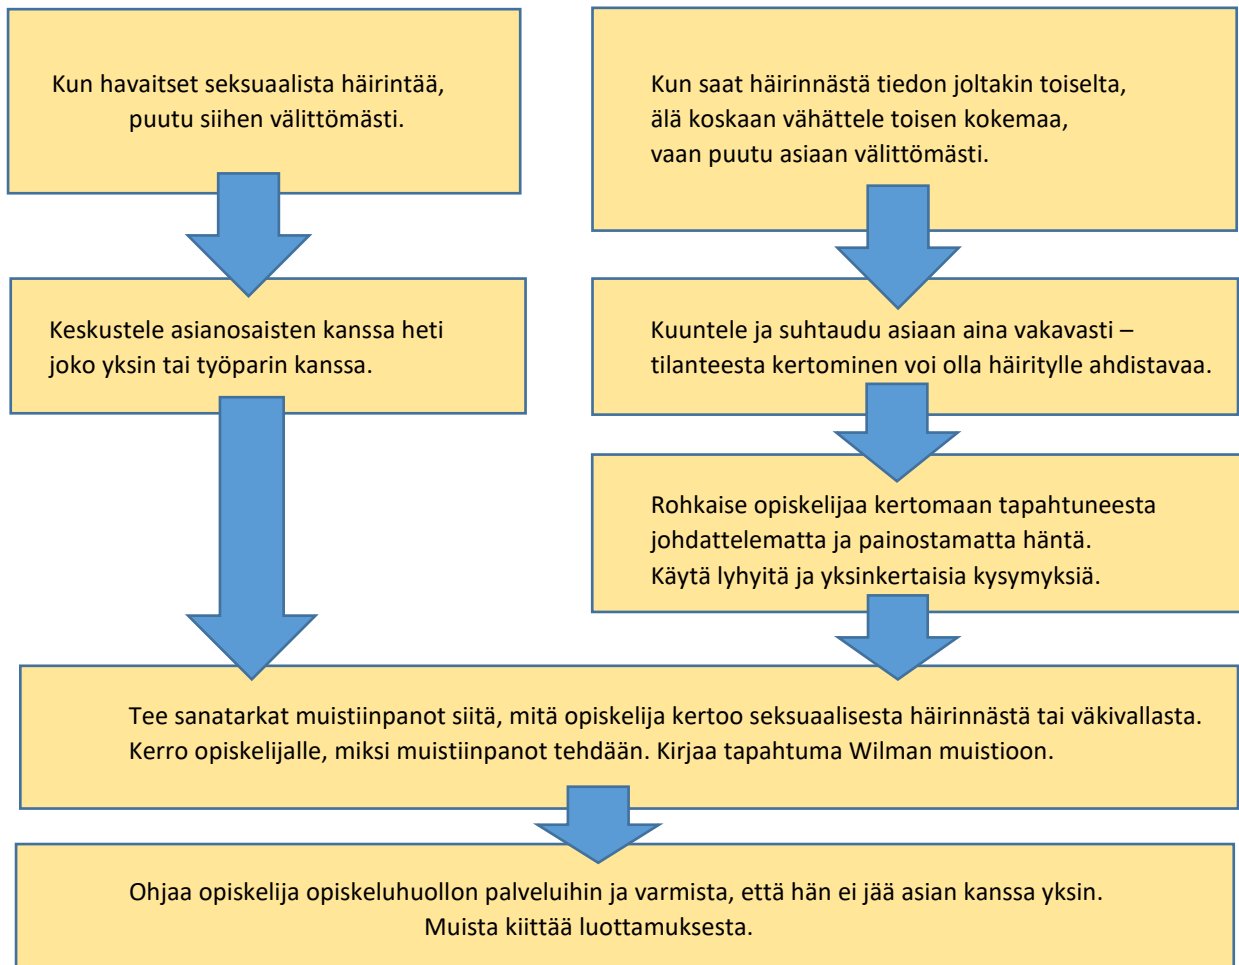 Kun havaitset seksuaalista häirintää,
puutu siihen välittömästi.
Kun saat häirinnästä tiedon joltakin toiselta,
älä koskaan vähättele toisen kokemaa,
vaan puutu asiaan välittömästi.
Keskustele asianosaisten kanssa heti
joko yksin tai työparin kanssa.
Kuuntele ja suhtaudu asiaan aina vakavasti –
tilanteesta kertominen voi olla häiritylle ahdistavaa.
Rohkaise opiskelijaa kertomaan tapahtuneesta
johdattelematta ja painostamatta häntä.
Käytä lyhyitä ja yksinkertaisia kysymyksiä.
Tee sanatarkat muistiinpanot siitä, mitä opiskelija kertoo seksuaalisesta häirinnästä tai väkivallasta.
Kerro opiskelijalle, miksi muistiinpanot tehdään. Kirjaa tapahtuma Wilman muistioon.
Ohjaa opiskelija opiskeluhuollon palveluihin ja varmista, että hän ei jää asian kanssa yksin.
Muista kiittää luottamuksesta.